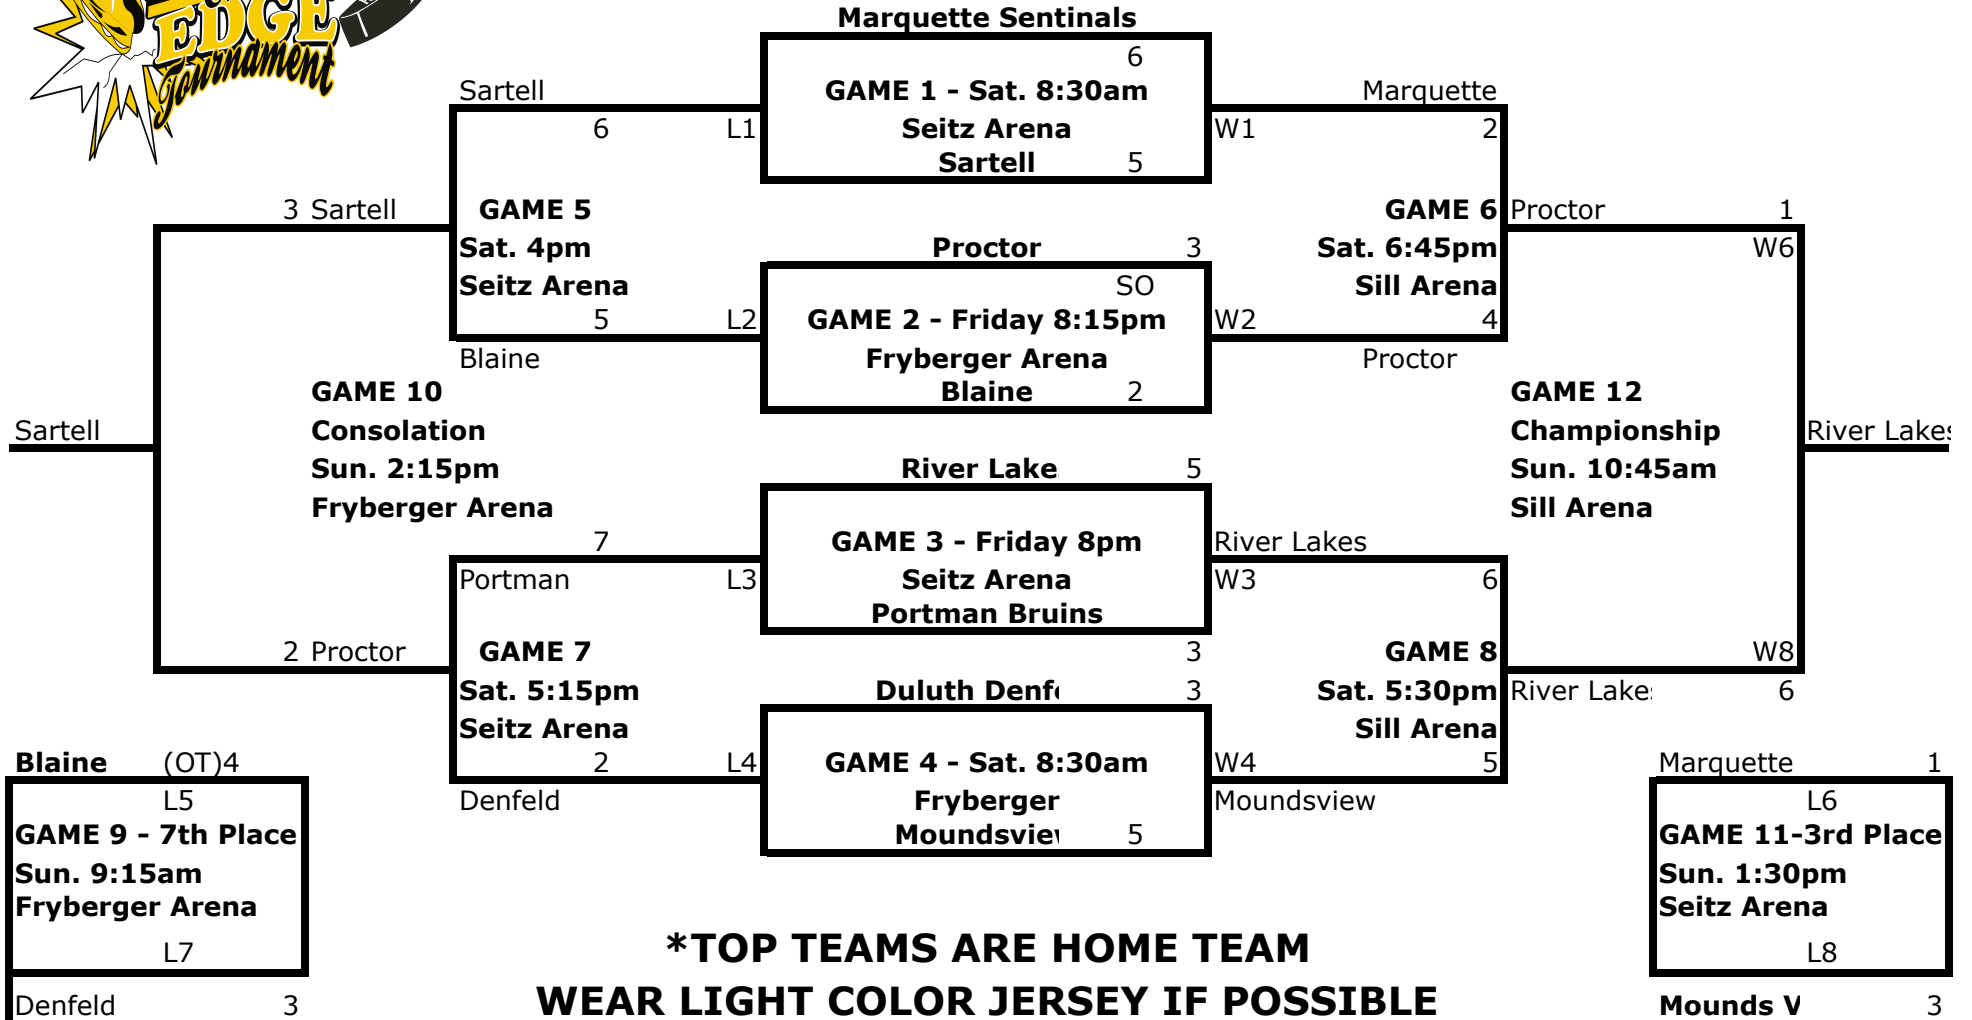 EDGE
Tournament
Marquette Sentinals
6
Sartell
GAME 1 - Sat. 8:30am
Marquette
6
L1
Seitz Arena
W1
2
Sartell
5
3 Sartell
GAME 5
GAME 6
Proctor
1
Sat. 4pm
Proctor
3
Sat. 6:45pm
W6
Seitz Arena
SO
Sill Arena
5
L2
GAME 2 - Friday 8:15pm
W2
4
Blaine
Fryberger Arena
Proctor
GAME 10
Blaine
2
GAME 12
Sartell
Consolation
Championship
River Lakes
Sun. 2:15pm
River Lake
5
Sun. 10:45am
Fryberger Arena
Sill Arena
7
GAME 3 - Friday 8pm
River Lakes
Portman
L3
Seitz Arena
W3
6
Portman Bruins
2 Proctor
GAME 7
3
GAME 8
W8
Sat. 5:15pm
Duluth Denf
3
Sat. 5:30pm
River Lake
6
Seitz Arena
Sill Arena
Blaine
(OT)4
2
L4
GAME 4 - Sat. 8:30am
W4
5
Marquette
1
L5
Denfeld
Fryberger
Moundsview
L6
GAME 9 - 7th Place
Moundsvie
5
GAME 11-3rd Place
Sun. 9:15am
Sun. 1:30pm
Fryberger Arena
Seitz Arena
L7
*TOP TEAMS ARE HOME TEAM
L8
Denfeld
3
WEAR LIGHT COLOR JERSEY IF POSSIBLE
Mounds V
3